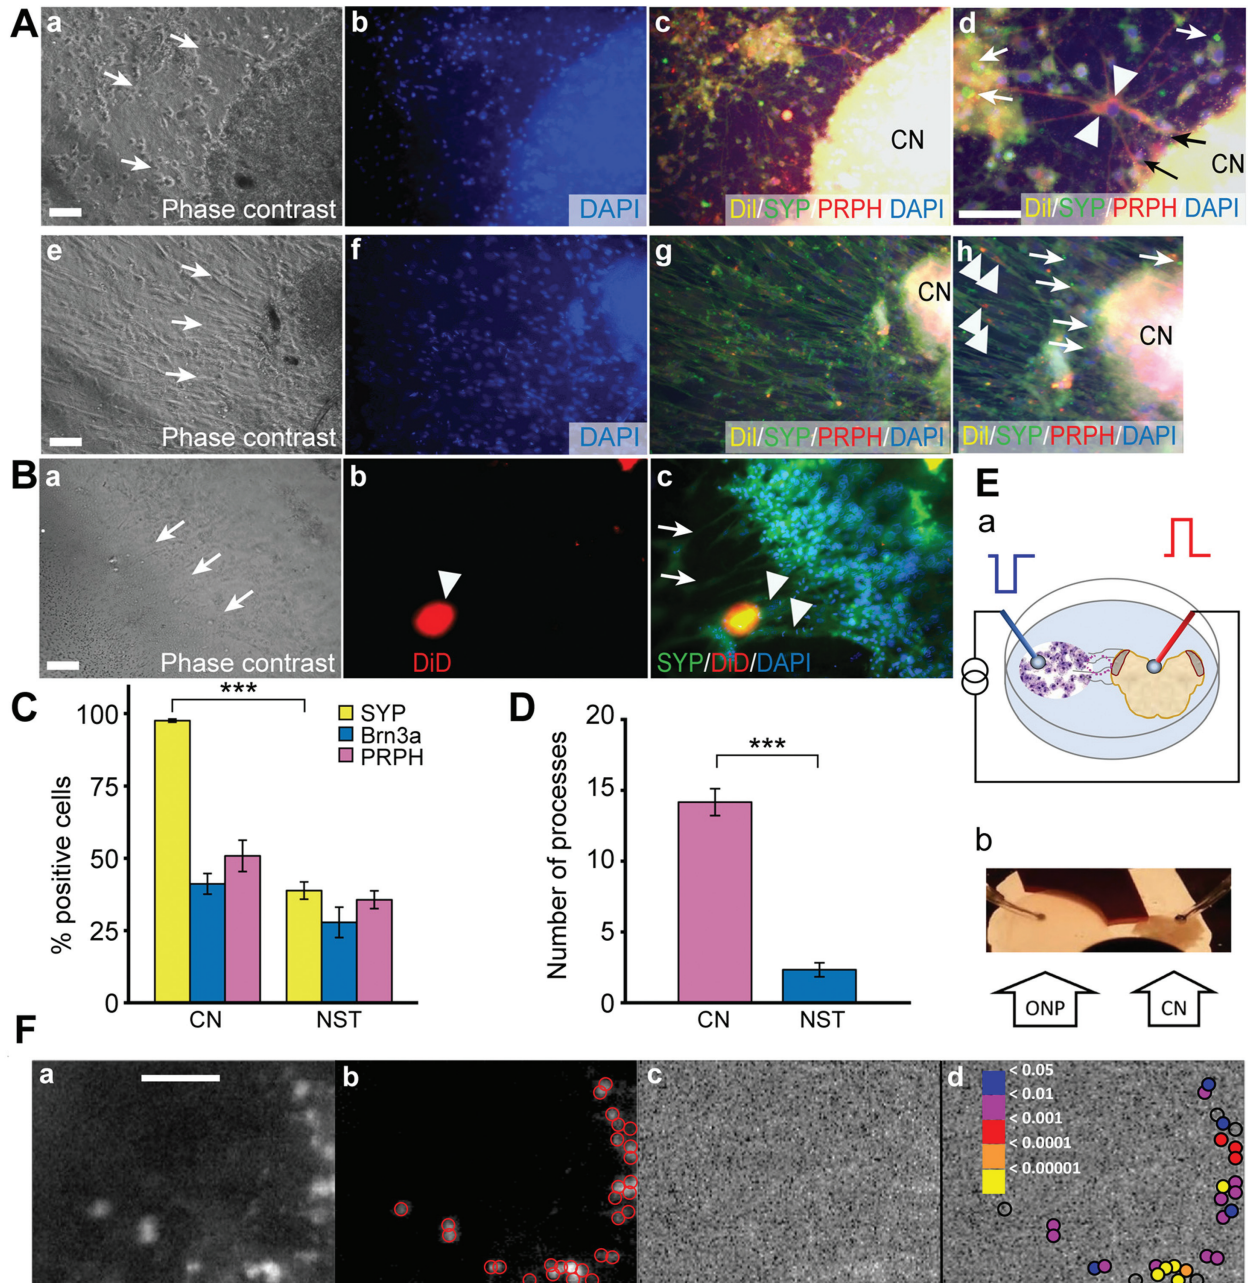 A
a
Phase contrast
b
DAPI
c
CN
DiI/SYP PRPH DAPI
d
CN
DiI/SYP PRPH DAPI
e
Phase contrast
f
DAPI
g
CN
DiI/SYP/PRPH/DAPI
h
CN
DiI/SYP/PRPH/DAPI
B
a
Phase contrast
b
DiD
c
SYP/DiD/DAPI
C
% positive cells
100
75
50
25
0
***
SYP
Brn3a
PRPH
CN
NST
D
Number of processes
20
15
10
5
0
***
CN
NST
E
a
b
ONP
CN
F
a
b
c
d
< 0.05
< 0.01
< 0.001
< 0.0001
< 0.00001